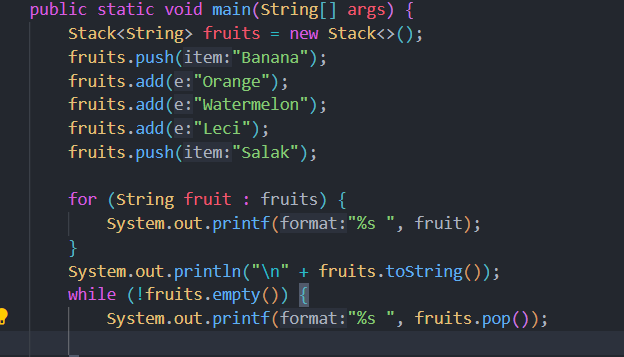 public static void main(String[] args) {
Stack<String> fruits = new Stack<>();
fruits.push(item:"Banana");
fruits.add(e:"Orange");
fruits.add(e:"Watermelon");
fruits.add(e:"Leci");
fruits.push(item:"Salak");
for (String fruit : fruits) {
System.out.printf(format:"%s ", fruit);
}
System.out.println("\n" + fruits.toString());
while (!fruits.empty()) {
System.out.printf(format:"%s ", fruits.pop());